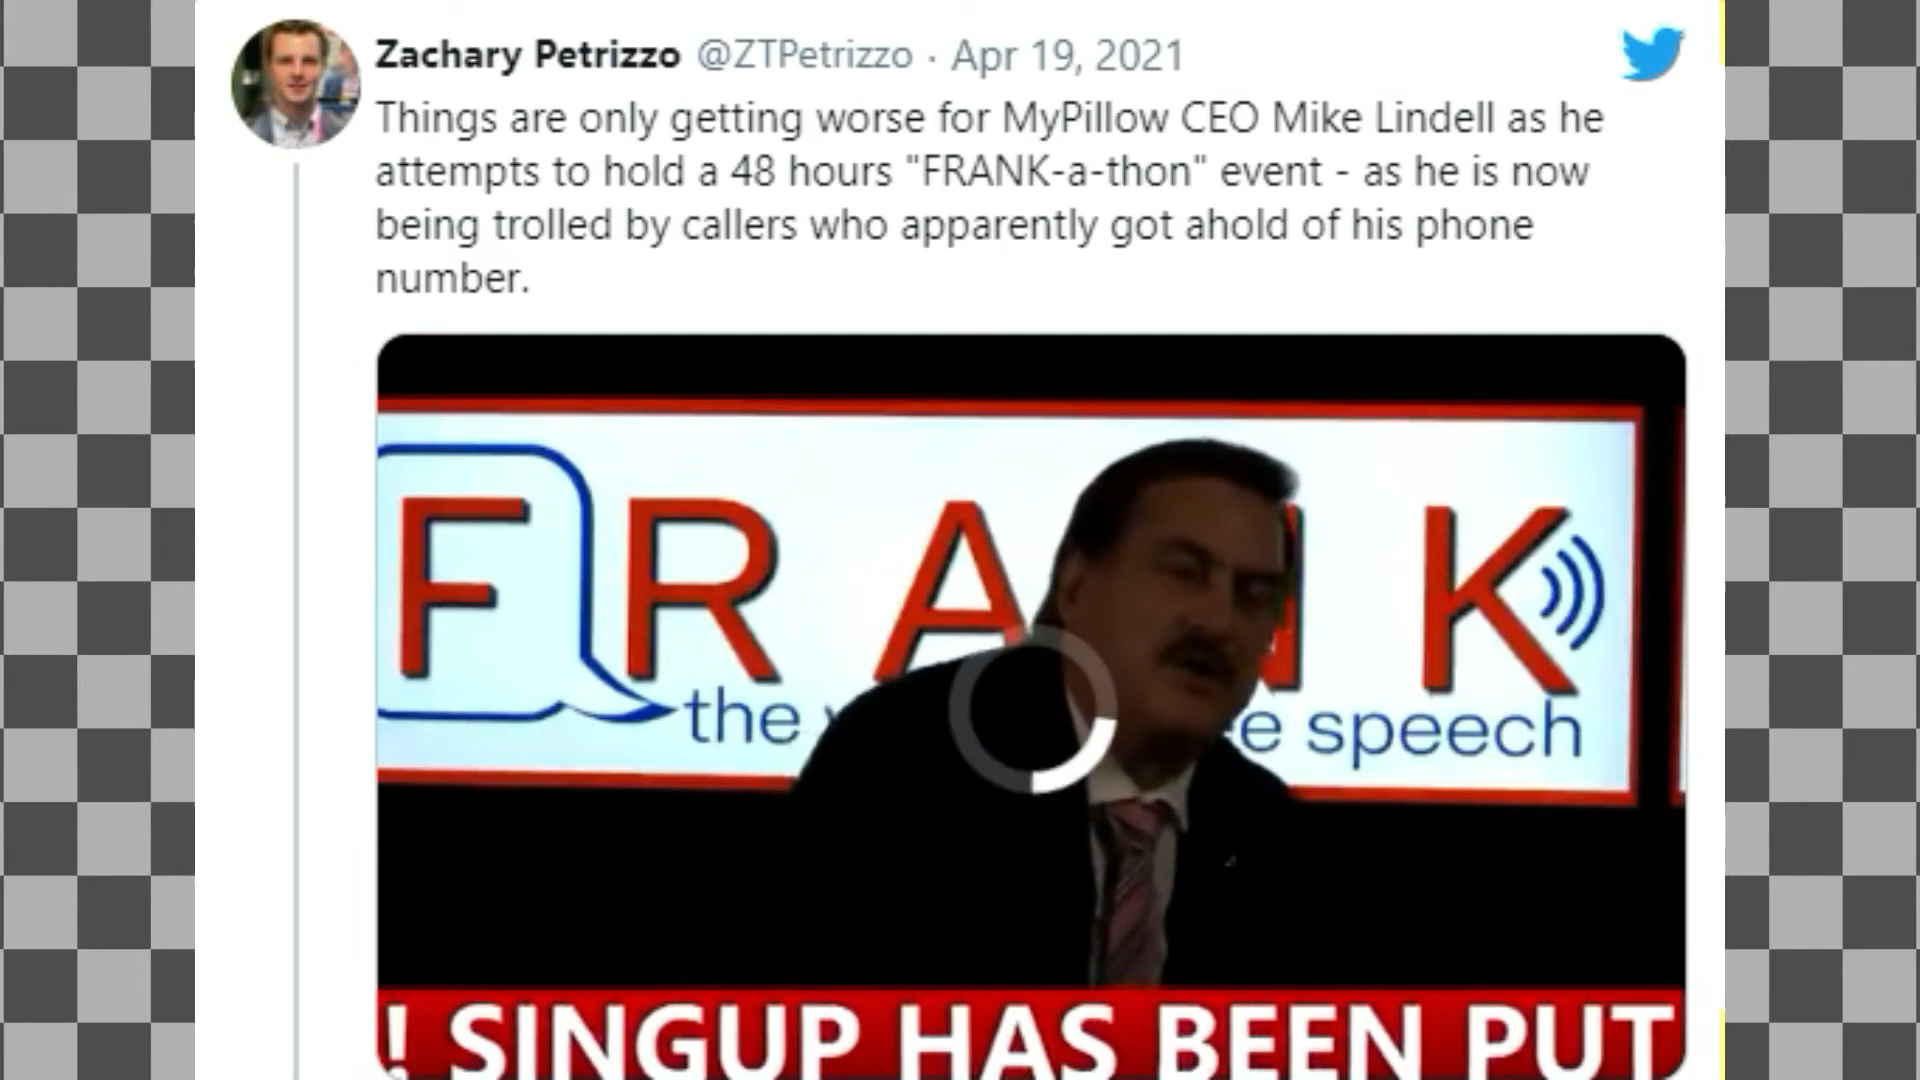 Zachary Petrizzo @ZTPetrizzo · Apr 19, 2021
Things are only getting worse for MyPillow CEO Mike Lindell as he
attempts to hold a 48 hours "FRANK-a-thon" event - as he is now
being trolled by callers who apparently got ahold of his phone
number.
FRANK
the speech
! SINGUP HAS BEEN PUT